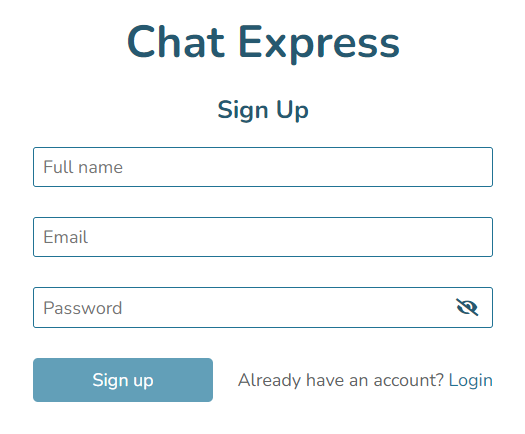 Chat Express
Sign Up
Full name
Email
Password
Sign up Already have an account? Login